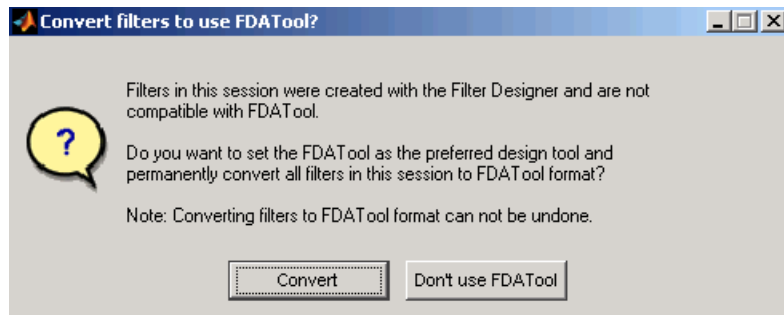 Convert filters to use FDATool?
Filters in this session were created with the Filter Designer and are not
compatible with FDATool.
Do you want to set the FDATool as the preferred design tool and
permanently convert all filters in this session to FDATool format?
Note: Converting filters to FDATool format can not be undone.
?
Convert
Don't use FDATool